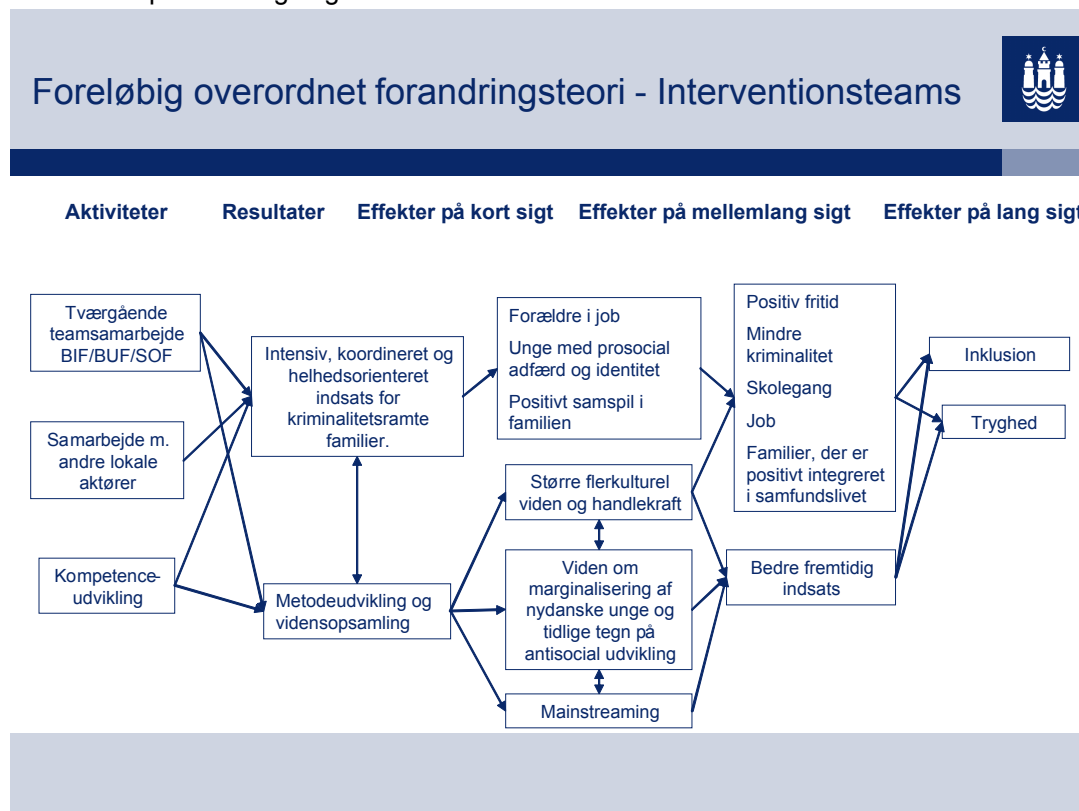 Foreløbig overordnet forandringsteori - Interventionsteams
Aktiviteter
Resultater
Effekter på kort sigt
Effekter på mellemlang sigt
Effekter på lang sigt
Tværgående
teamsamarbejde
BIF/BUF/SOF
Samarbejde m.
andre lokale
aktører
Kompetence-
udvikling
Intensiv, koordineret og
helhedsorienteret
indsats for
kriminalitetsramte
familier.
Metodeudvikling og
vidensopsamling
Forældre i job
Unge med prosocial
adfærd og identitet
Positivt samspil i
familien
Større flerkulturel
viden og handlekraft
Viden om
marginalisering af
nydanske unge og
tidlige tegn på
antisocial udvikling
Mainstreaming
Positiv fritid
Mindre
kriminalitet
Skolegang
Job
Familier, der er
positivt integreret
i samfundslivet
Bedre fremtidig
indsats
Inklusion
Tryghed